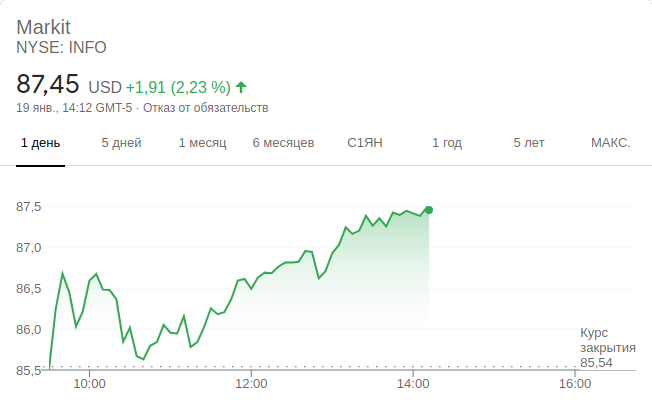 Markit
NYSE: INFO
87,45 USD +1,91 (2,23 %)
19 янв., 14:12 GMT-5 · Отказ от обязательств
1 день 5 дней 1 месяц 6 месяцев С1ЯН 1 год 5 лет МАКС.
87,5
87,0
86,5
86,0
Курс
закрытия
85,54
85,5
10:00 12:00 14:00 16:00